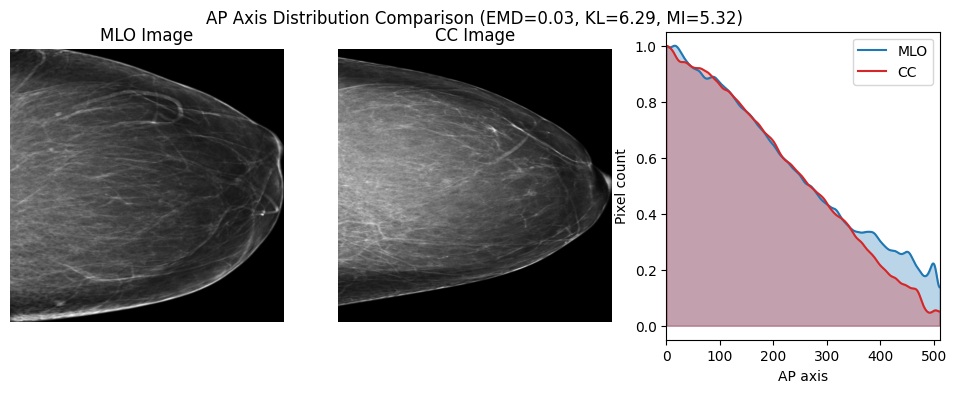 AP Axis Distribution Comparison (EMD=0.03, KL=6.29, MI=5.32)
MLO Image
CC Image
MLO
CC
Pixel count
1.0
0.8
0.6
0.4
0.2
0.0
0 100 200 300 400 500
AP axis